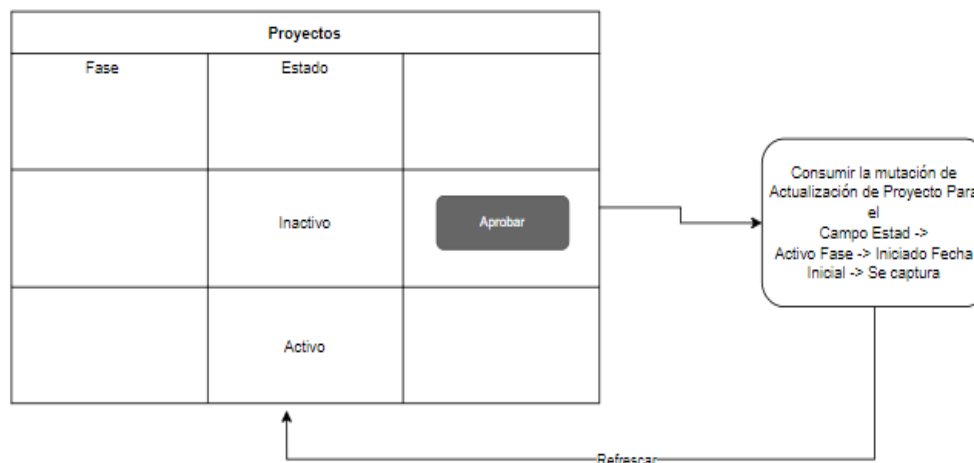 Proyectos
Fase
Estado
Inactivo
Aprobar
Activo
Consumir la mutación de
Actualización de Proyecto Para
el
Campo Estad ->
Activo Fase -> Iniciado Fecha
Inicial -> Se captura
Refrescar